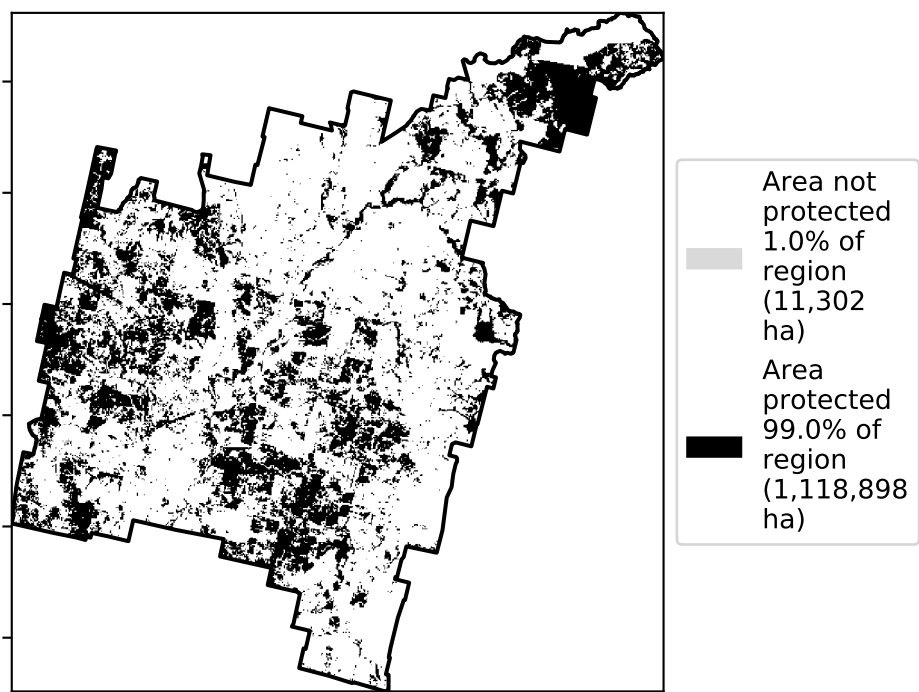 Area not
protected
1.0% of
region
(11,302
ha)
Area
protected
99.0% of
region
(1,118,898
ha)